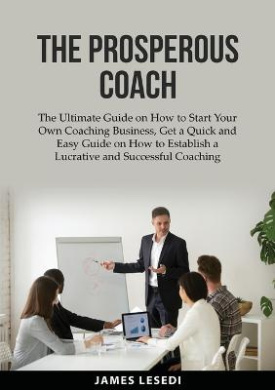 THE PROSPEROUS
COACH
The Ultimate Guide on How to Start Your
Own Coaching Business, Get a Quick and
Easy Guide on How to Establish a
Lucrative and Successful Coaching
JAMES LESEDI